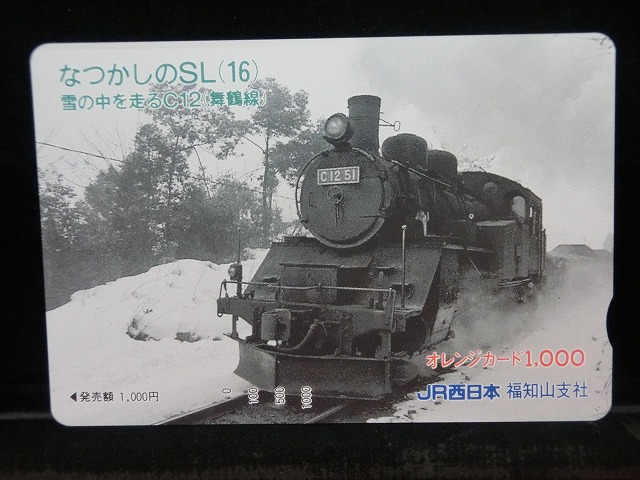 なつかしのSL(16)
雪の中を走るC12(舞鶴線)
C1251
オレンジカード1,000
JR西日本 福知山支社
◀発売額 1,000円
0 100 500 1000